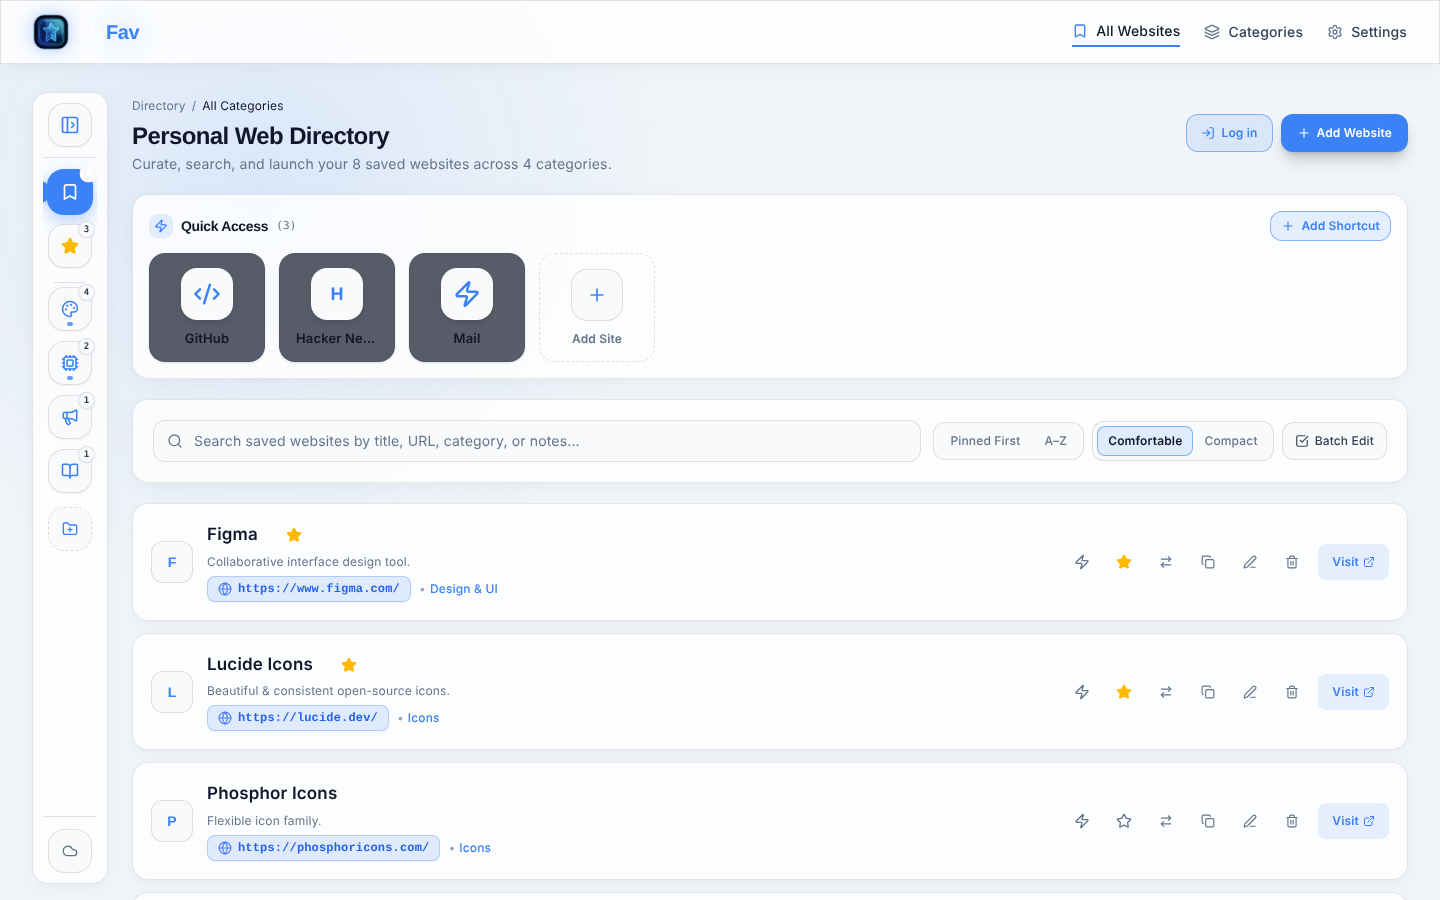 Fav
All Websites
Categories
Settings
Directory / All Categories
Personal Web Directory
Curate, search, and launch your 8 saved websites across 4 categories.
Log in
Add Website
Quick Access (3)
Add Shortcut
GitHub
H
Hacker Ne...
Mail
Add Site
3
4
2
1
1
Search saved websites by title, URL, category, or notes...
Pinned First
A–Z
Comfortable
Compact
Batch Edit
F
Figma
Collaborative interface design tool.
https://www.figma.com/
• Design & UI
Visit
L
Lucide Icons
Beautiful & consistent open-source icons.
https://lucide.dev/
• Icons
Visit
P
Phosphor Icons
Flexible icon family.
https://phosphoricons.com/
• Icons
Visit